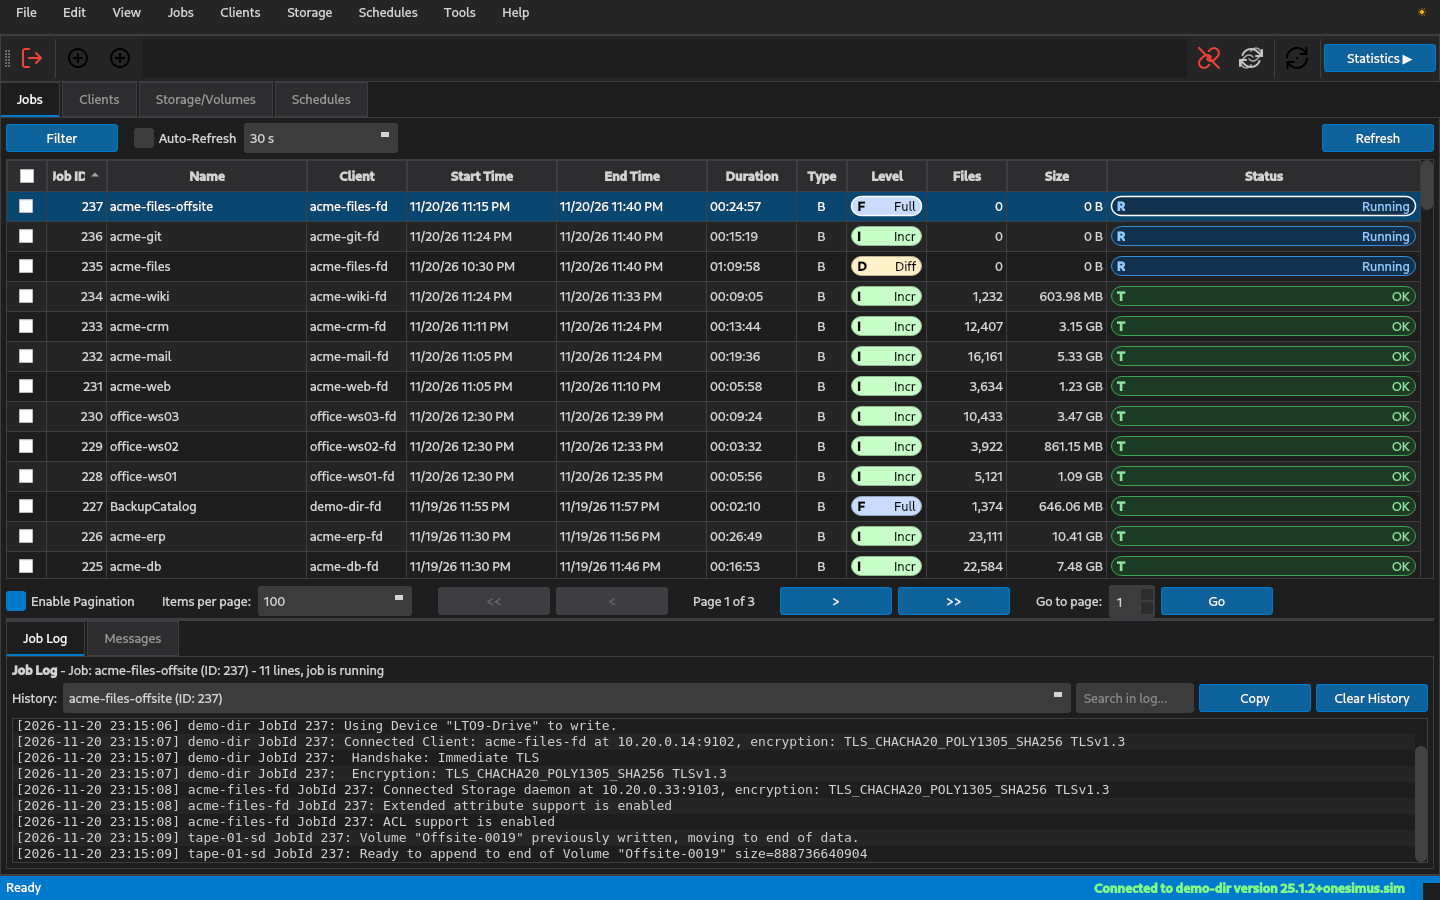 File Edit View Jobs Clients Storage Schedules Tools Help
Statistics ▶
Jobs Clients Storage/Volumes Schedules
Filter Auto-Refresh 30 s Refresh
Job ID Name Client Start Time End Time Duration Type Level Files Size Status
237 acme-files-offsite acme-files-fd 11/20/26 11:15 PM 11/20/26 11:40 PM 00:24:57 B F Full 0 0 B R Running
236 acme-git acme-git-fd 11/20/26 11:24 PM 11/20/26 11:40 PM 00:15:19 B I Incr 0 0 B R Running
235 acme-files acme-files-fd 11/20/26 10:30 PM 11/20/26 11:40 PM 01:09:58 B D Diff 0 0 B R Running
234 acme-wiki acme-wiki-fd 11/20/26 11:24 PM 11/20/26 11:33 PM 00:09:05 B I Incr 1,232 603.98 MB T OK
233 acme-crm acme-crm-fd 11/20/26 11:11 PM 11/20/26 11:24 PM 00:13:44 B I Incr 12,407 3.15 GB T OK
232 acme-mail acme-mail-fd 11/20/26 11:05 PM 11/20/26 11:24 PM 00:19:36 B I Incr 16,161 5.33 GB T OK
231 acme-web acme-web-fd 11/20/26 11:05 PM 11/20/26 11:10 PM 00:05:58 B I Incr 3,634 1.23 GB T OK
230 office-ws03 office-ws03-fd 11/20/26 12:30 PM 11/20/26 12:39 PM 00:09:24 B I Incr 10,433 3.47 GB T OK
229 office-ws02 office-ws02-fd 11/20/26 12:30 PM 11/20/26 12:33 PM 00:03:32 B I Incr 3,922 861.15 MB T OK
228 office-ws01 office-ws01-fd 11/20/26 12:30 PM 11/20/26 12:35 PM 00:05:56 B I Incr 5,121 1.09 GB T OK
227 BackupCatalog demo-dir-fd 11/19/26 11:55 PM 11/19/26 11:57 PM 00:02:10 B F Full 1,374 646.06 MB T OK
226 acme-erp acme-erp-fd 11/19/26 11:30 PM 11/19/26 11:56 PM 00:26:49 B I Incr 23,111 10.41 GB T OK
225 acme-db acme-db-fd 11/19/26 11:30 PM 11/19/26 11:46 PM 00:16:53 B I Incr 22,584 7.48 GB T OK
Enable Pagination Items per page: 100 << < Page 1 of 3 > >> Go to page: 1 Go
Job Log Messages
Job Log - Job: acme-files-offsite (ID: 237) - 11 lines, job is running
History: acme-files-offsite (ID: 237) Search in log... Copy Clear History
[2026-11-20 23:15:06] demo-dir JobId 237: Using Device "LTO9-Drive" to write.
[2026-11-20 23:15:07] demo-dir JobId 237: Connected Client: acme-files-fd at 10.20.0.14:9102, encryption: TLS_CHACHA20_POLY1305_SHA256 TLSv1.3
[2026-11-20 23:15:07] demo-dir JobId 237:  Handshake: Immediate TLS
[2026-11-20 23:15:07] demo-dir JobId 237:  Encryption: TLS_CHACHA20_POLY1305_SHA256 TLSv1.3
[2026-11-20 23:15:08] acme-files-fd JobId 237: Connected Storage daemon at 10.20.0.33:9103, encryption: TLS_CHACHA20_POLY1305_SHA256 TLSv1.3
[2026-11-20 23:15:08] acme-files-fd JobId 237: Extended attribute support is enabled
[2026-11-20 23:15:08] acme-files-fd JobId 237: ACL support is enabled
[2026-11-20 23:15:09] tape-01-sd JobId 237: Volume "Offsite-0019" previously written, moving to end of data.
[2026-11-20 23:15:09] tape-01-sd JobId 237: Ready to append to end of Volume "Offsite-0019" size=888736640904
Ready Connected to demo-dir version 25.1.2+onesimus.sim